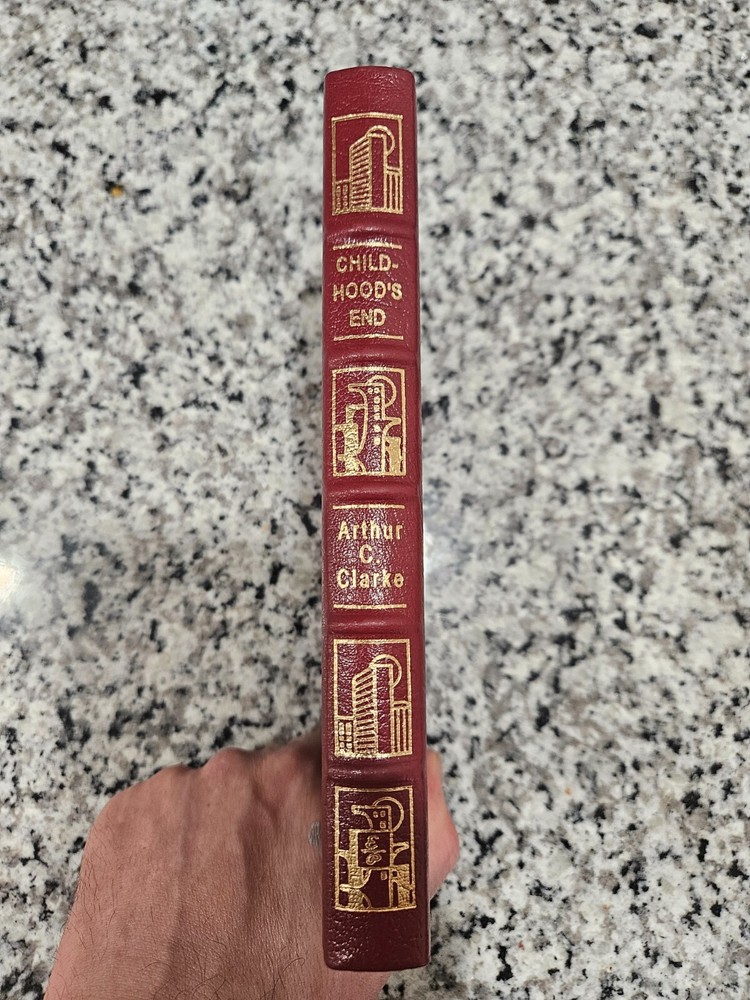 CHILD-
HOOD'S
END
Arthur
C.
Clarke